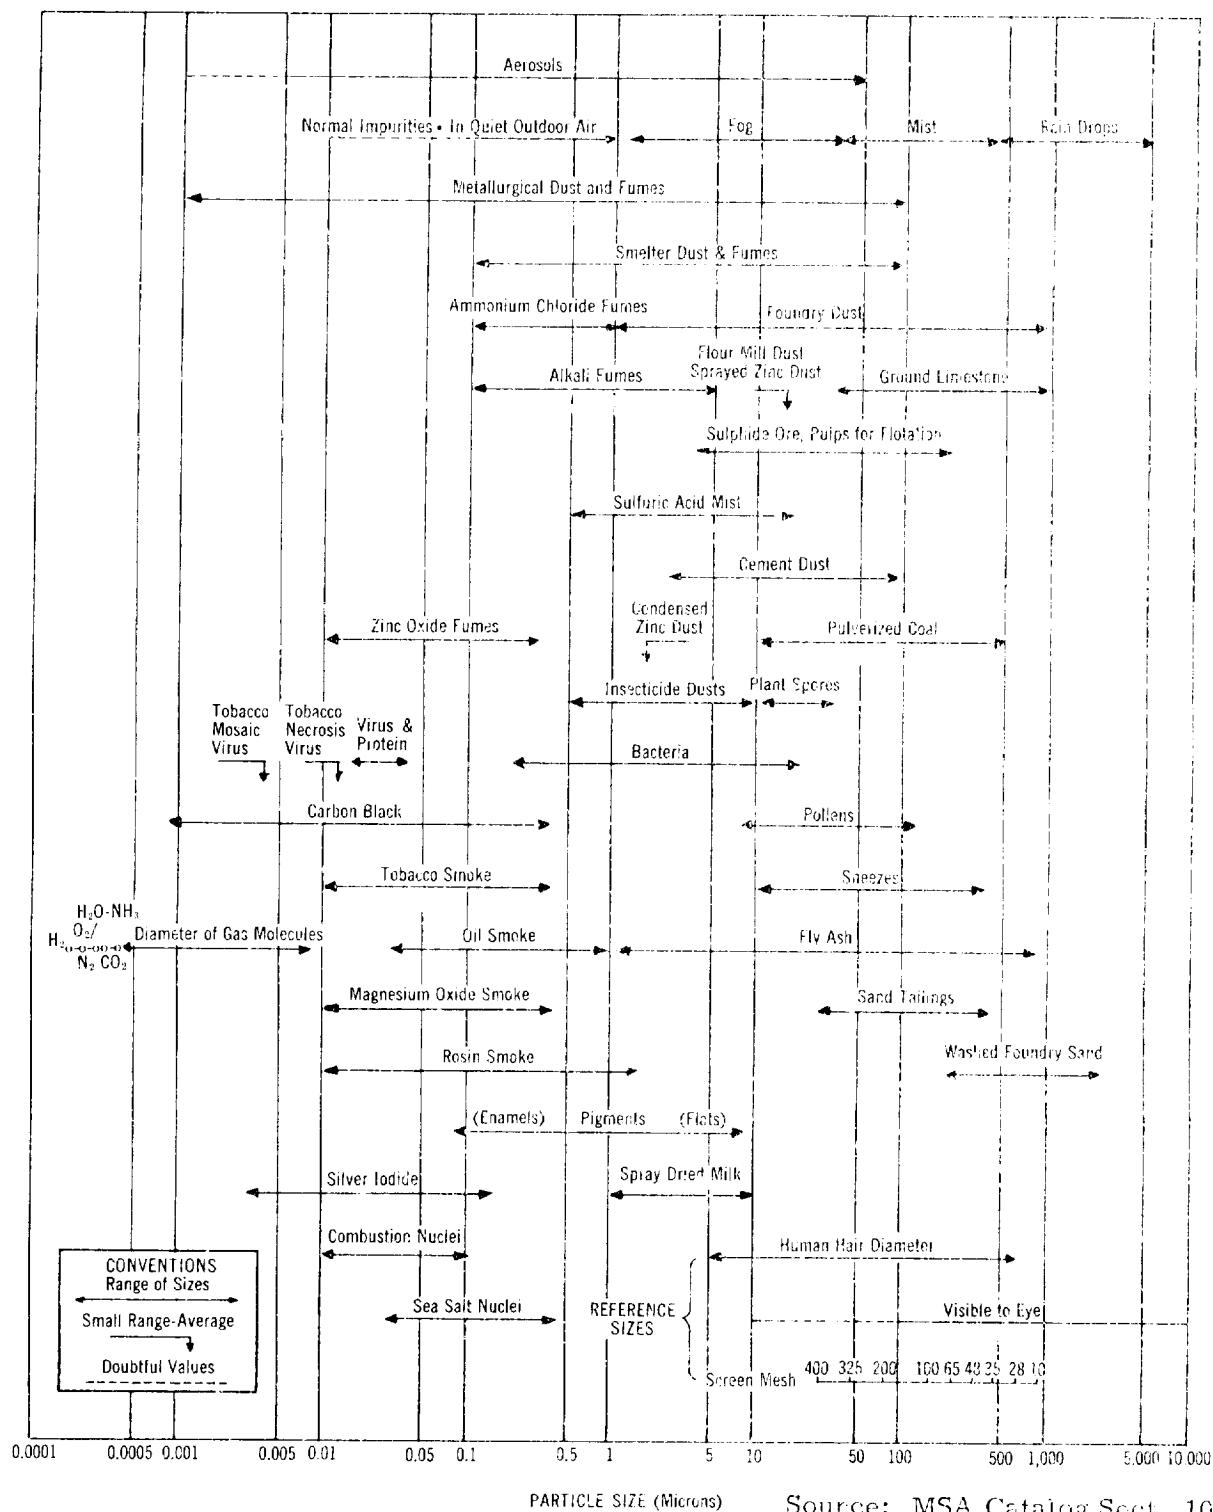 Aerosols
Normal Impurities • In Quiet Outdoor Air
Fog
Mist
Rain Drops
Metallurgical Dust and Fumes
Smelter Dust & Fumes
Ammonium Chloride Fumes
Foundry Dust
Flour Mill Dust
Sprayed Zinc Dust
Alkali Fumes
Ground Limestone
Sulphide Ore, Pulps for Flotation
Sulfuric Acid Mist
Cement Dust
Condensed
Zinc Dust
Zinc Oxide Fumes
Pulverized Coal
Insecticide Dusts
Plant Spores
Tobacco
Mosaic
Virus
Tobacco
Necrosis
Virus
Virus &
Protein
Bacteria
Carbon Black
Pollens
Tobacco Smoke
Sneezes
H₂O-NH₃
O₂/
H₂
N₂ CO₂
Diameter of Gas Molecules
Oil Smoke
Fly Ash
Magnesium Oxide Smoke
Sand Tailings
Rosin Smoke
Washed Foundry Sand
(Enamels) Pigments (Flats)
Silver Iodide
Spray Dried Milk
Combustion Nuclei
Human Hair Diameter
CONVENTIONS
Range of Sizes
Small Range-Average
Doubtful Values
Sea Salt Nuclei
REFERENCE
SIZES
Visible to Eye
Screen Mesh
400 325 200 100 65 48 35 28 10
0.0001 0.0005 0.001 0.005 0.01 0.05 0.1 0.5 1 5 10 50 100 500 1,000 5,000 10,000
PARTICLE SIZE (Microns)
Source: MSA Catalog Sect. 10